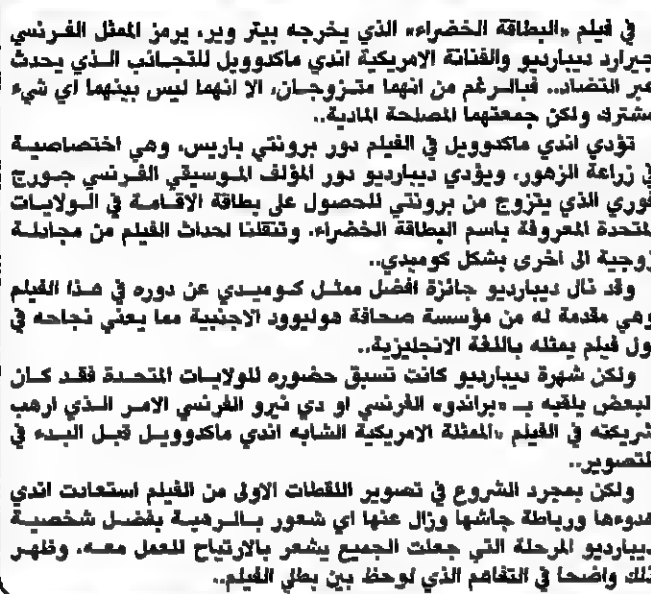 في فيلم «البطاقة الخضراء» الذي يخرجه بيتر وير، يرمز الممثل الفرنسي
جيرارد ديبارديو والفنانة الامريكية اندي ماكدوويل للتجانب الذي يحدث
عبر التضاد.. فبالرغم من انهما متزوجان، الا انهما ليس بينهما اي شيء
مشترك ولكن جمعتهما المصلحة المادية..
تؤدي اندي ماكدوويل في الفيلم دور برونتي باريس، وهي اختصاصية
في زراعة الزهور، ويؤدي ديبارديو دور المؤلف الموسيقي الفرنسي جورج
فوري الذي يتزوج من برونتي للحصول على بطاقة الاقامة في الولايات
المتحدة المعروفة باسم البطاقة الخضراء. وتنقلنا احداث الفيلم من مجادلة
زوجية الى اخرى بشكل كوميدي..
وقد نال ديبارديو جائزة افضل ممثل كوميدي عن دوره في هذا الفيلم
وهي مقدمة له من مؤسسة صحافة هوليوود الاجنبية مما يعني نجاحه في
اول فيلم يمثله باللغة الانجليزية..
ولكن شهرة ديبارديو كانت تسبق حضوره للولايات المتحدة فقد كان
البعض يلقبه بـ «براندو» الفرنسي او دي نيرو الفرنسي الامر الذي ارهب
شريكته في الفيلم «الممثلة الامريكية الشابه اندي ماكدوويل قبل البدء في
التصوير..
ولكن بمجرد الشروع في تصوير اللقطات الاولى من الفيلم استعادت اندي
هدوءها ورباطة جاشها وزال عنها اي شعور بالرهبة بفضل شخصية
ديبارديو المرحلة التي جعلت الجميع يشعر بالارتياح للعمل معه. وظهر
ذلك واضحا في التفاهم الذي لوحظ بين بطلي الفيلم..